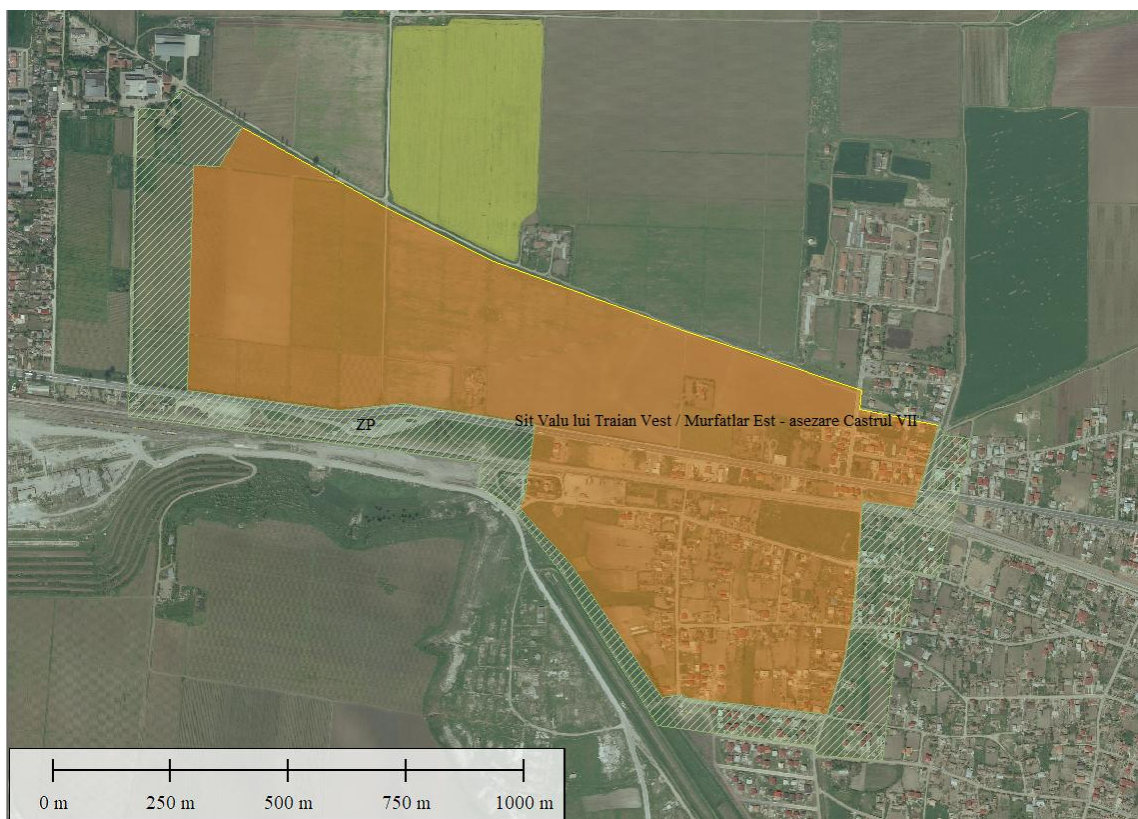 ZP
Sit Valu lui Traian Vest / Murfatlar Est - asezare Castrul VII
0 m 250 m 500 m 750 m 1000 m